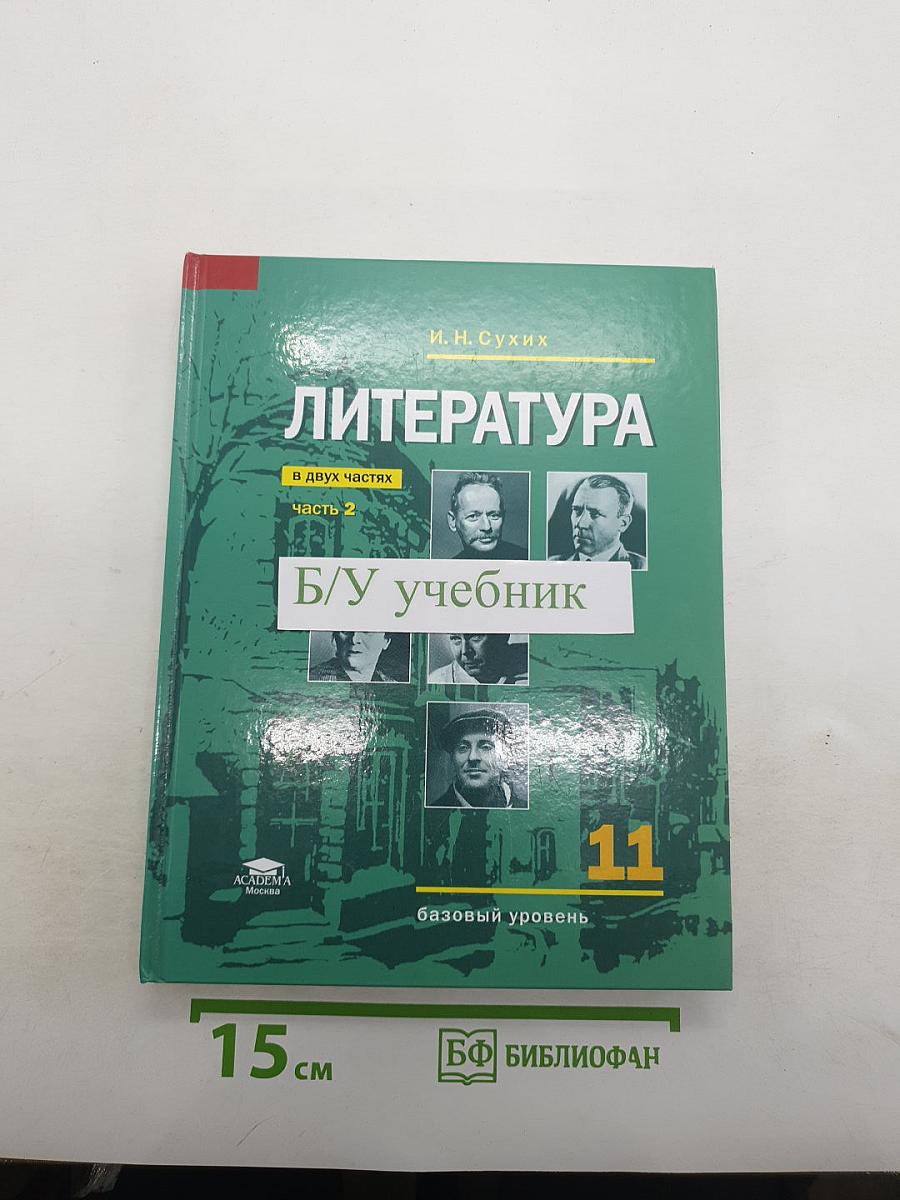 И. Н. Сухих
ЛИТЕРАТУРА
в двух частях
часть 2
Б/У учебник
11
ACADEMA
Москва
базовый уровень
15 см
БФ БИБЛИОФАН